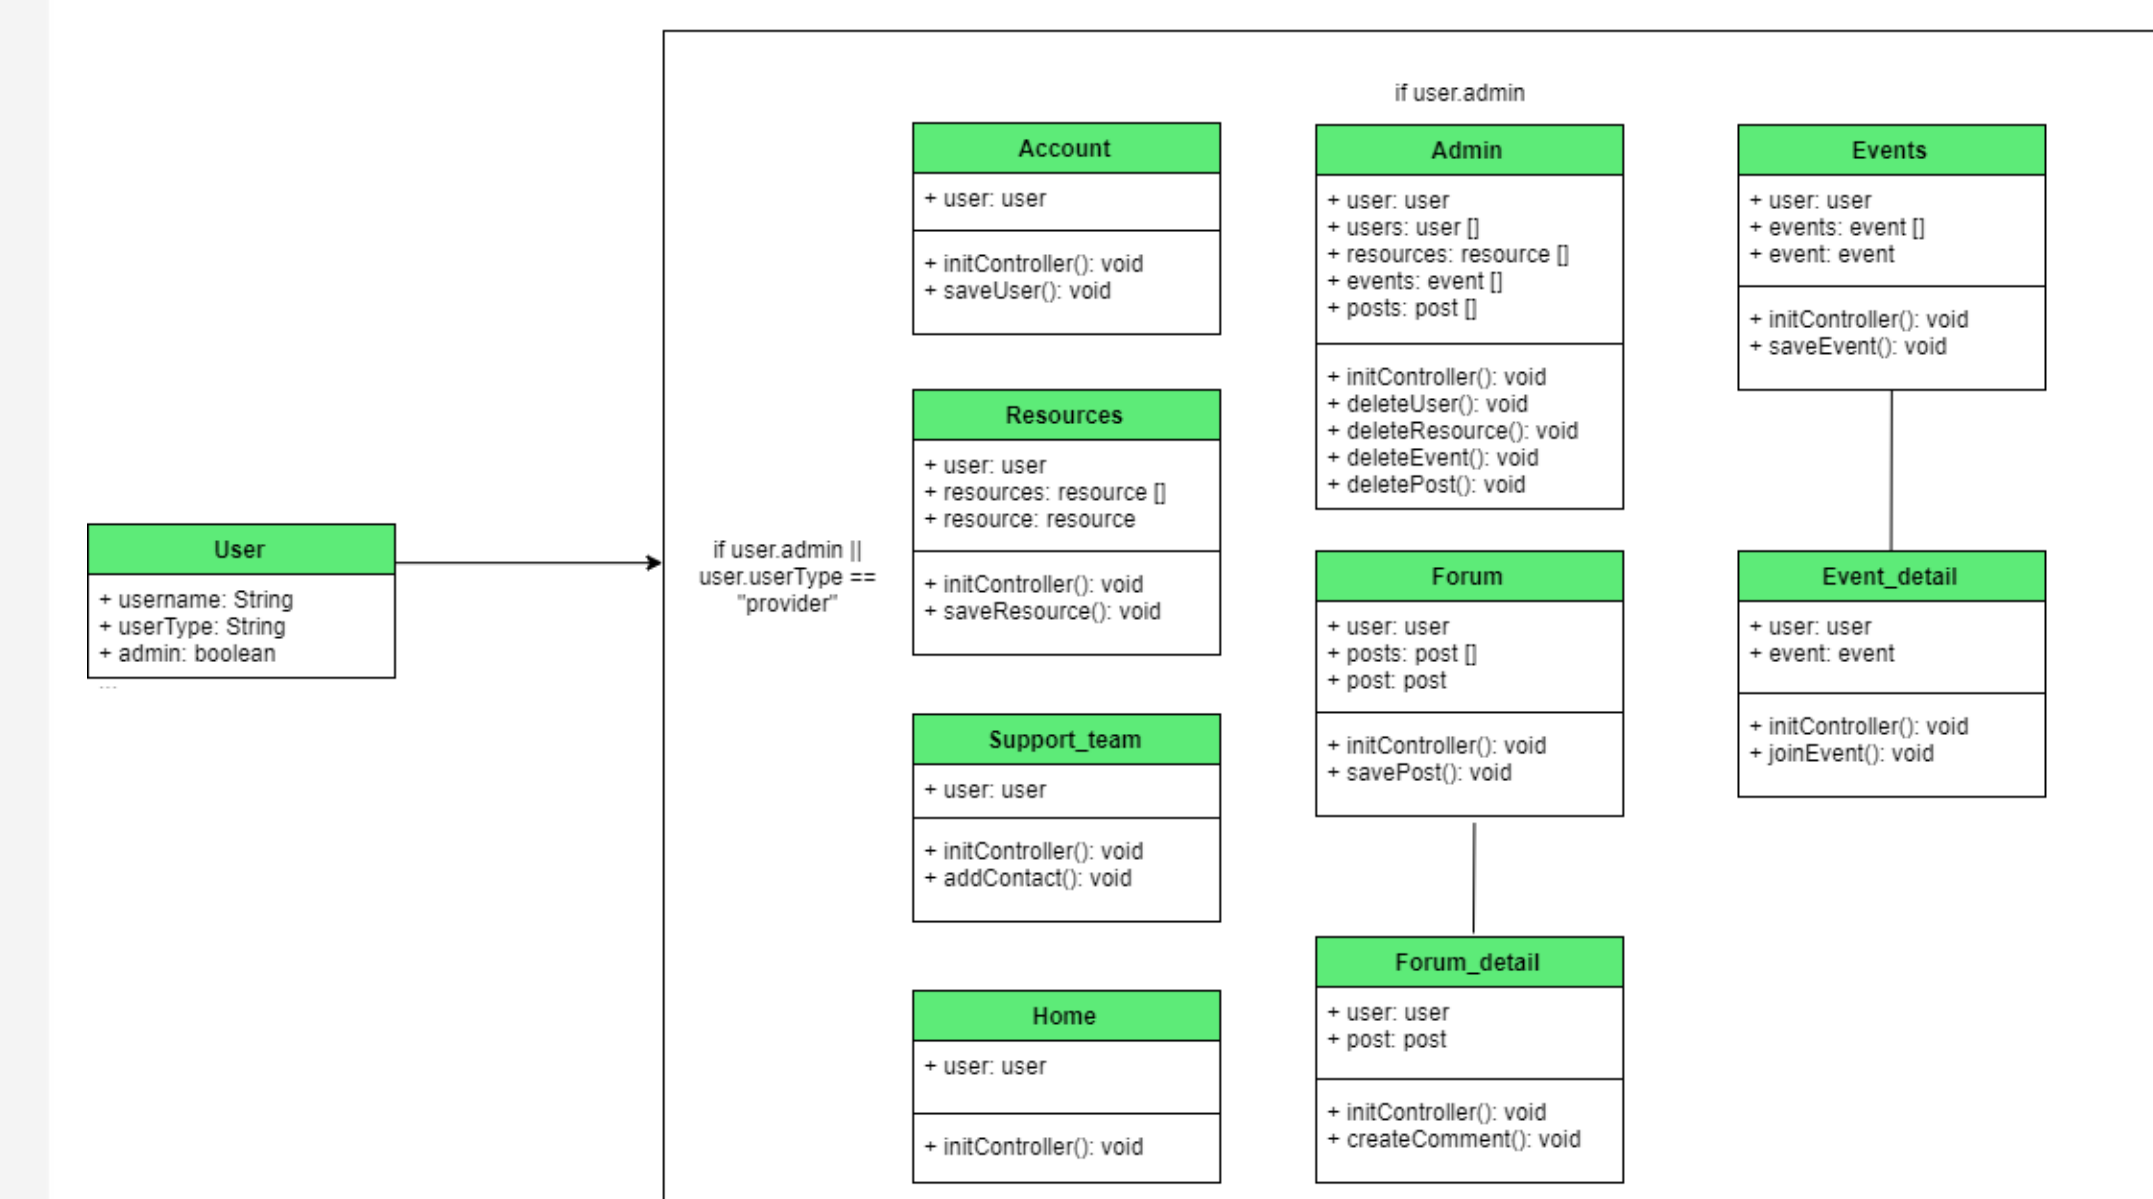 User
+ username: String
+ userType: String
+ admin: boolean
...
if user.admin ||
user.userType ==
"provider"
Account
+ user: user
+ initController(): void
+ saveUser(): void
Resources
+ user: user
+ resources: resource []
+ resource: resource
+ initController(): void
+ saveResource(): void
Support_team
+ user: user
+ initController(): void
+ addContact(): void
Home
+ user: user
+ initController(): void
if user.admin
Admin
+ user: user
+ users: user []
+ resources: resource []
+ events: event []
+ posts: post []
+ initController(): void
+ deleteUser(): void
+ deleteResource(): void
+ deleteEvent(): void
+ deletePost(): void
Forum
+ user: user
+ posts: post []
+ post: post
+ initController(): void
+ savePost(): void
Forum_detail
+ user: user
+ post: post
+ initController(): void
+ createComment(): void
Events
+ user: user
+ events: event []
+ event: event
+ initController(): void
+ saveEvent(): void
Event_detail
+ user: user
+ event: event
+ initController(): void
+ joinEvent(): void